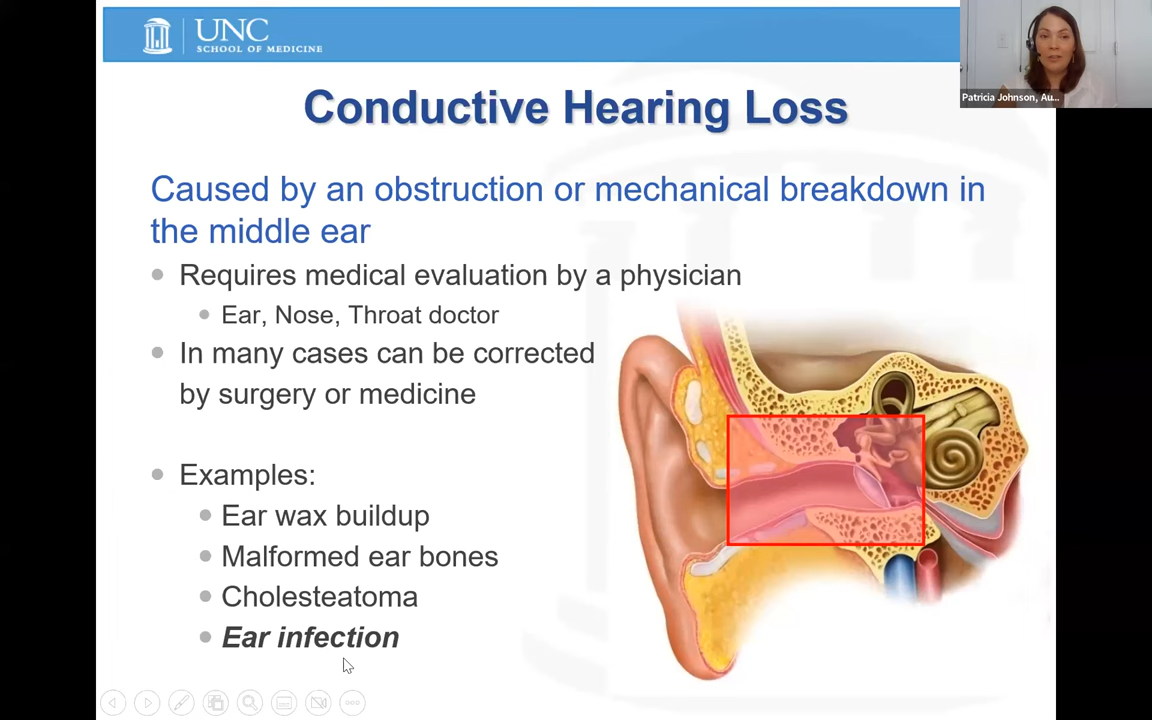 UNC
SCHOOL OF MEDICINE
Patricia Johnson, Au...
Conductive Hearing Loss
Caused by an obstruction or mechanical breakdown in
the middle ear
Requires medical evaluation by a physician
Ear, Nose, Throat doctor
In many cases can be corrected
by surgery or medicine
Examples:
Ear wax buildup
Malformed ear bones
Cholesteatoma
Ear infection